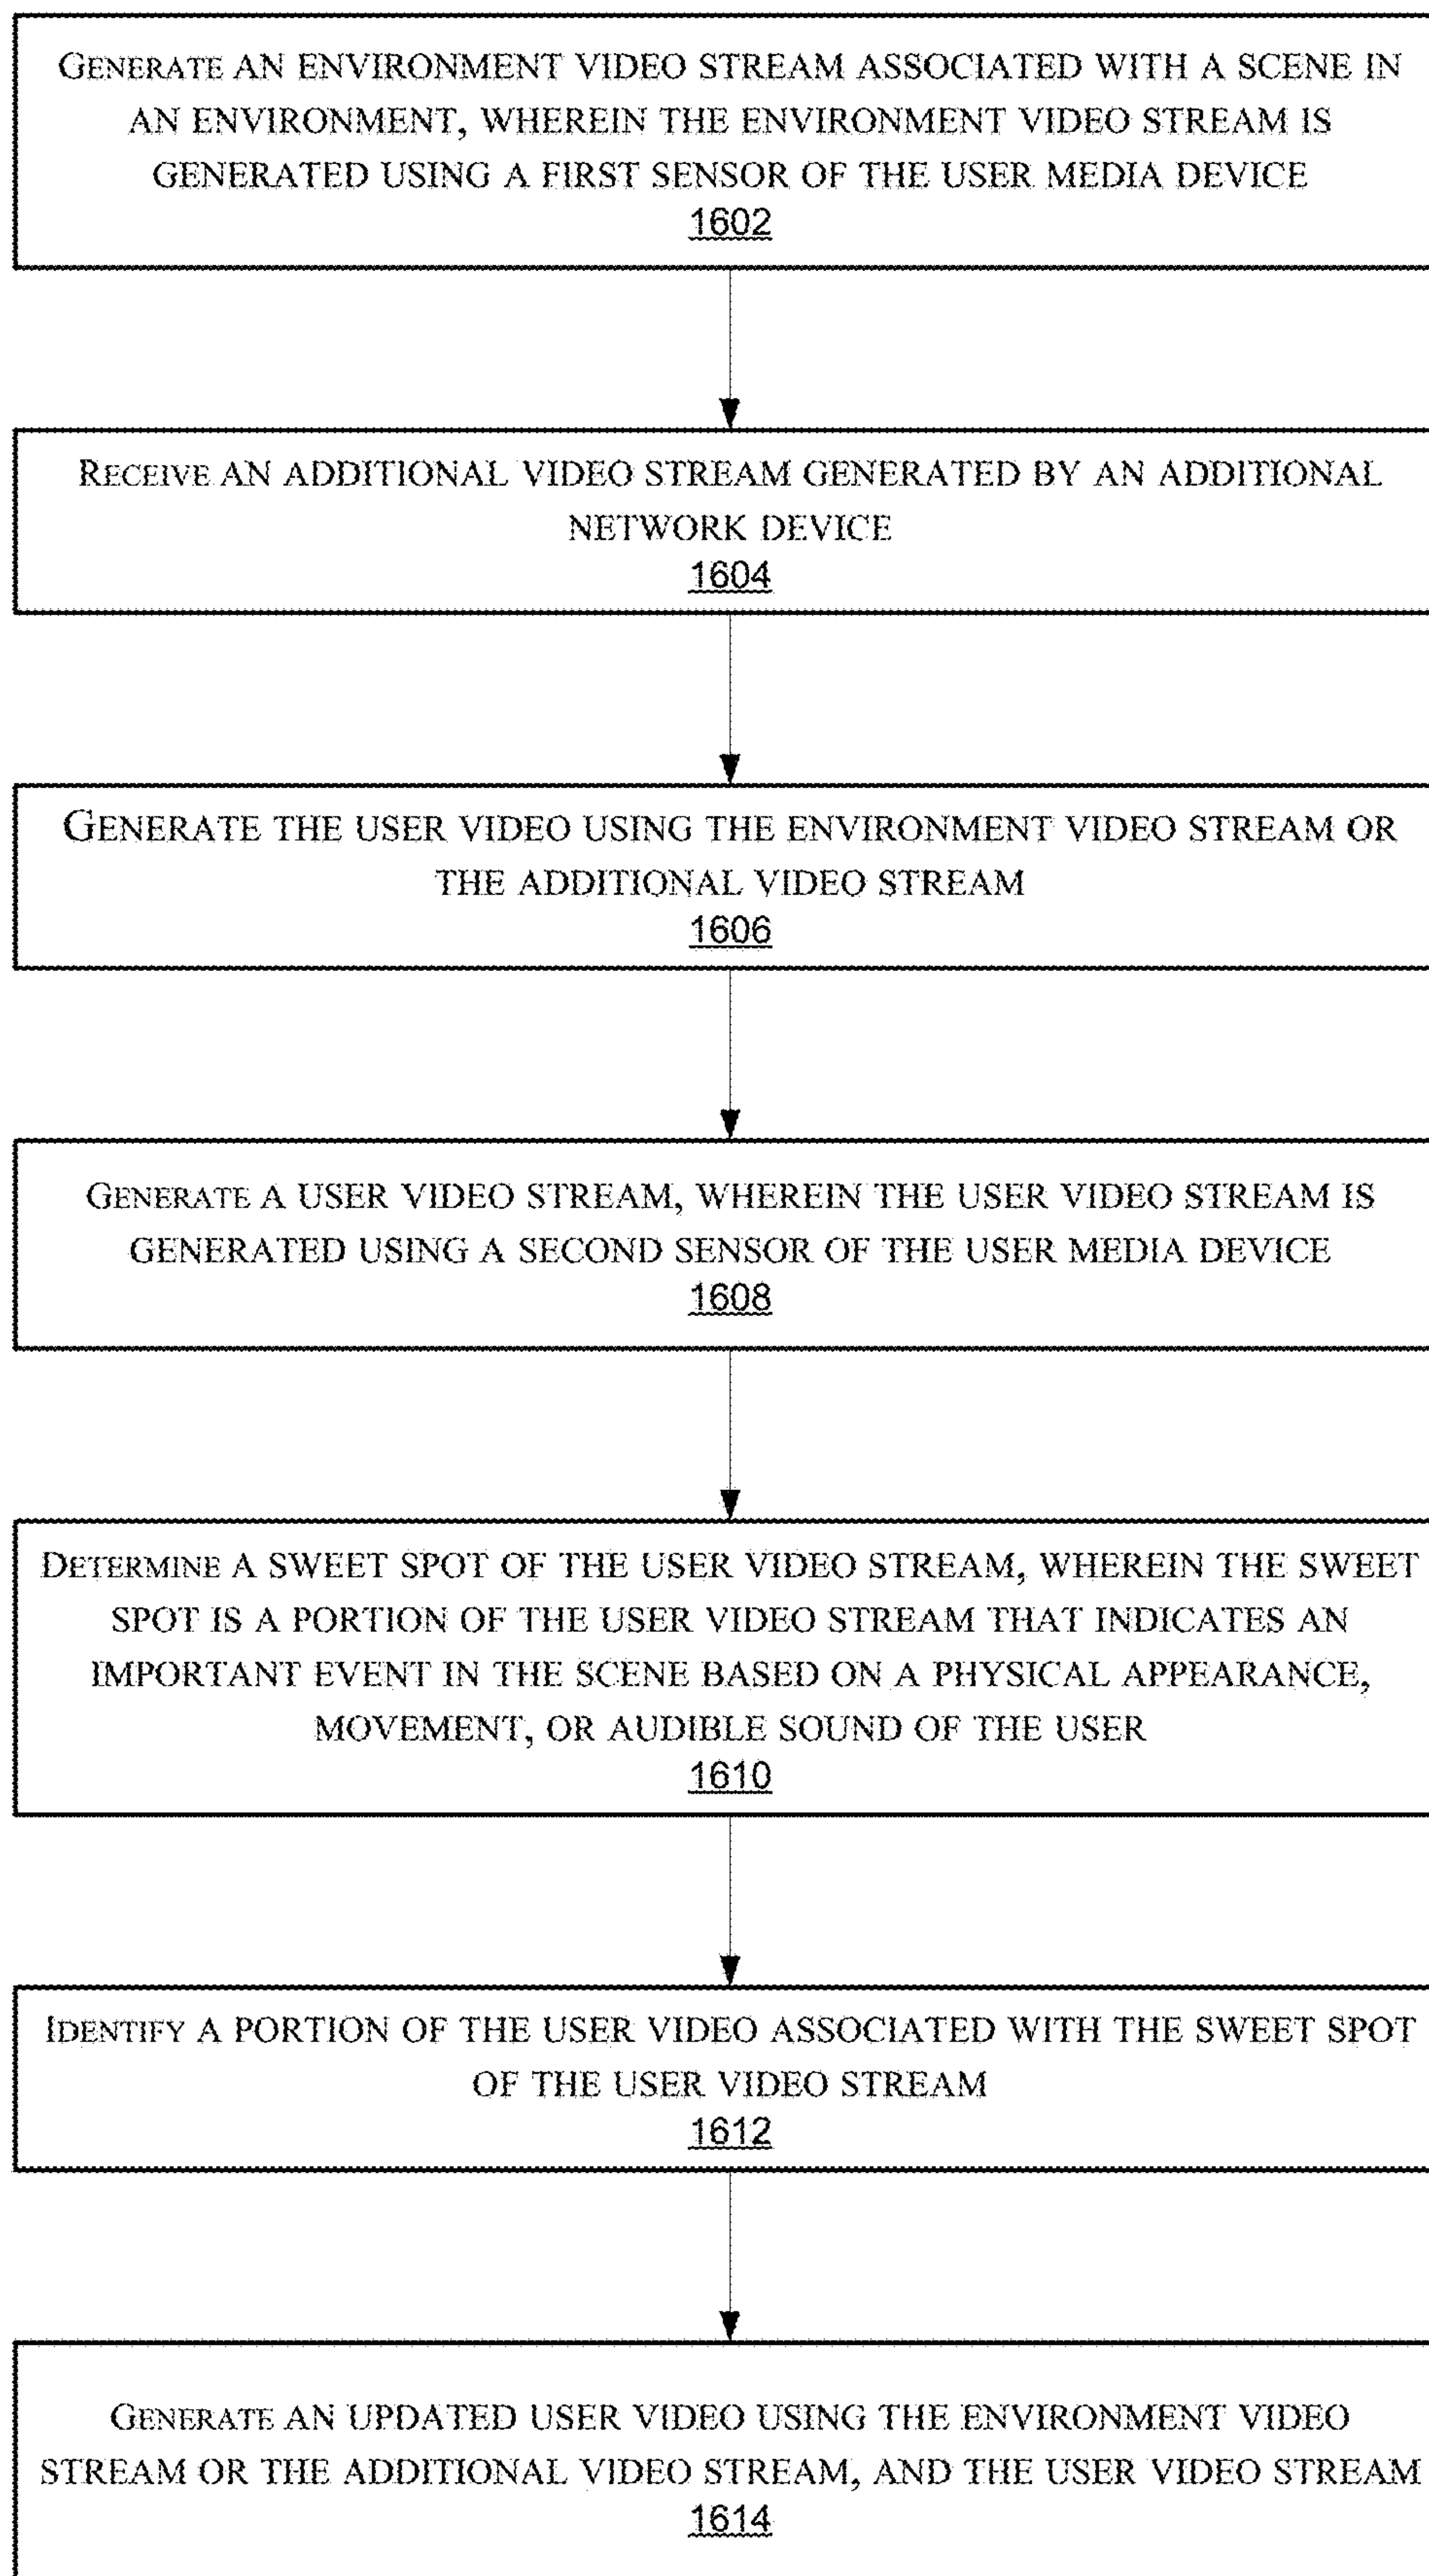 GENERATE AN ENVIRONMENT VIDEO STREAM ASSOCIATED WITH A SCENE IN
AN ENVIRONMENT, WHEREIN THE ENVIRONMENT VIDEO STREAM IS
GENERATED USING A FIRST SENSOR OF THE USER MEDIA DEVICE
1602
RECEIVE AN ADDITIONAL VIDEO STREAM GENERATED BY AN ADDITIONAL
NETWORK DEVICE
1604
GENERATE THE USER VIDEO USING THE ENVIRONMENT VIDEO STREAM OR
THE ADDITIONAL VIDEO STREAM
1606
GENERATE A USER VIDEO STREAM, WHEREIN THE USER VIDEO STREAM IS
GENERATED USING A SECOND SENSOR OF THE USER MEDIA DEVICE
1608
DETERMINE A SWEET SPOT OF THE USER VIDEO STREAM, WHEREIN THE SWEET
SPOT IS A PORTION OF THE USER VIDEO STREAM THAT INDICATES AN
IMPORTANT EVENT IN THE SCENE BASED ON A PHYSICAL APPEARANCE,
MOVEMENT, OR AUDIBLE SOUND OF THE USER
1610
IDENTIFY A PORTION OF THE USER VIDEO ASSOCIATED WITH THE SWEET SPOT
OF THE USER VIDEO STREAM
1612
GENERATE AN UPDATED USER VIDEO USING THE ENVIRONMENT VIDEO
STREAM OR THE ADDITIONAL VIDEO STREAM, AND THE USER VIDEO STREAM
1614